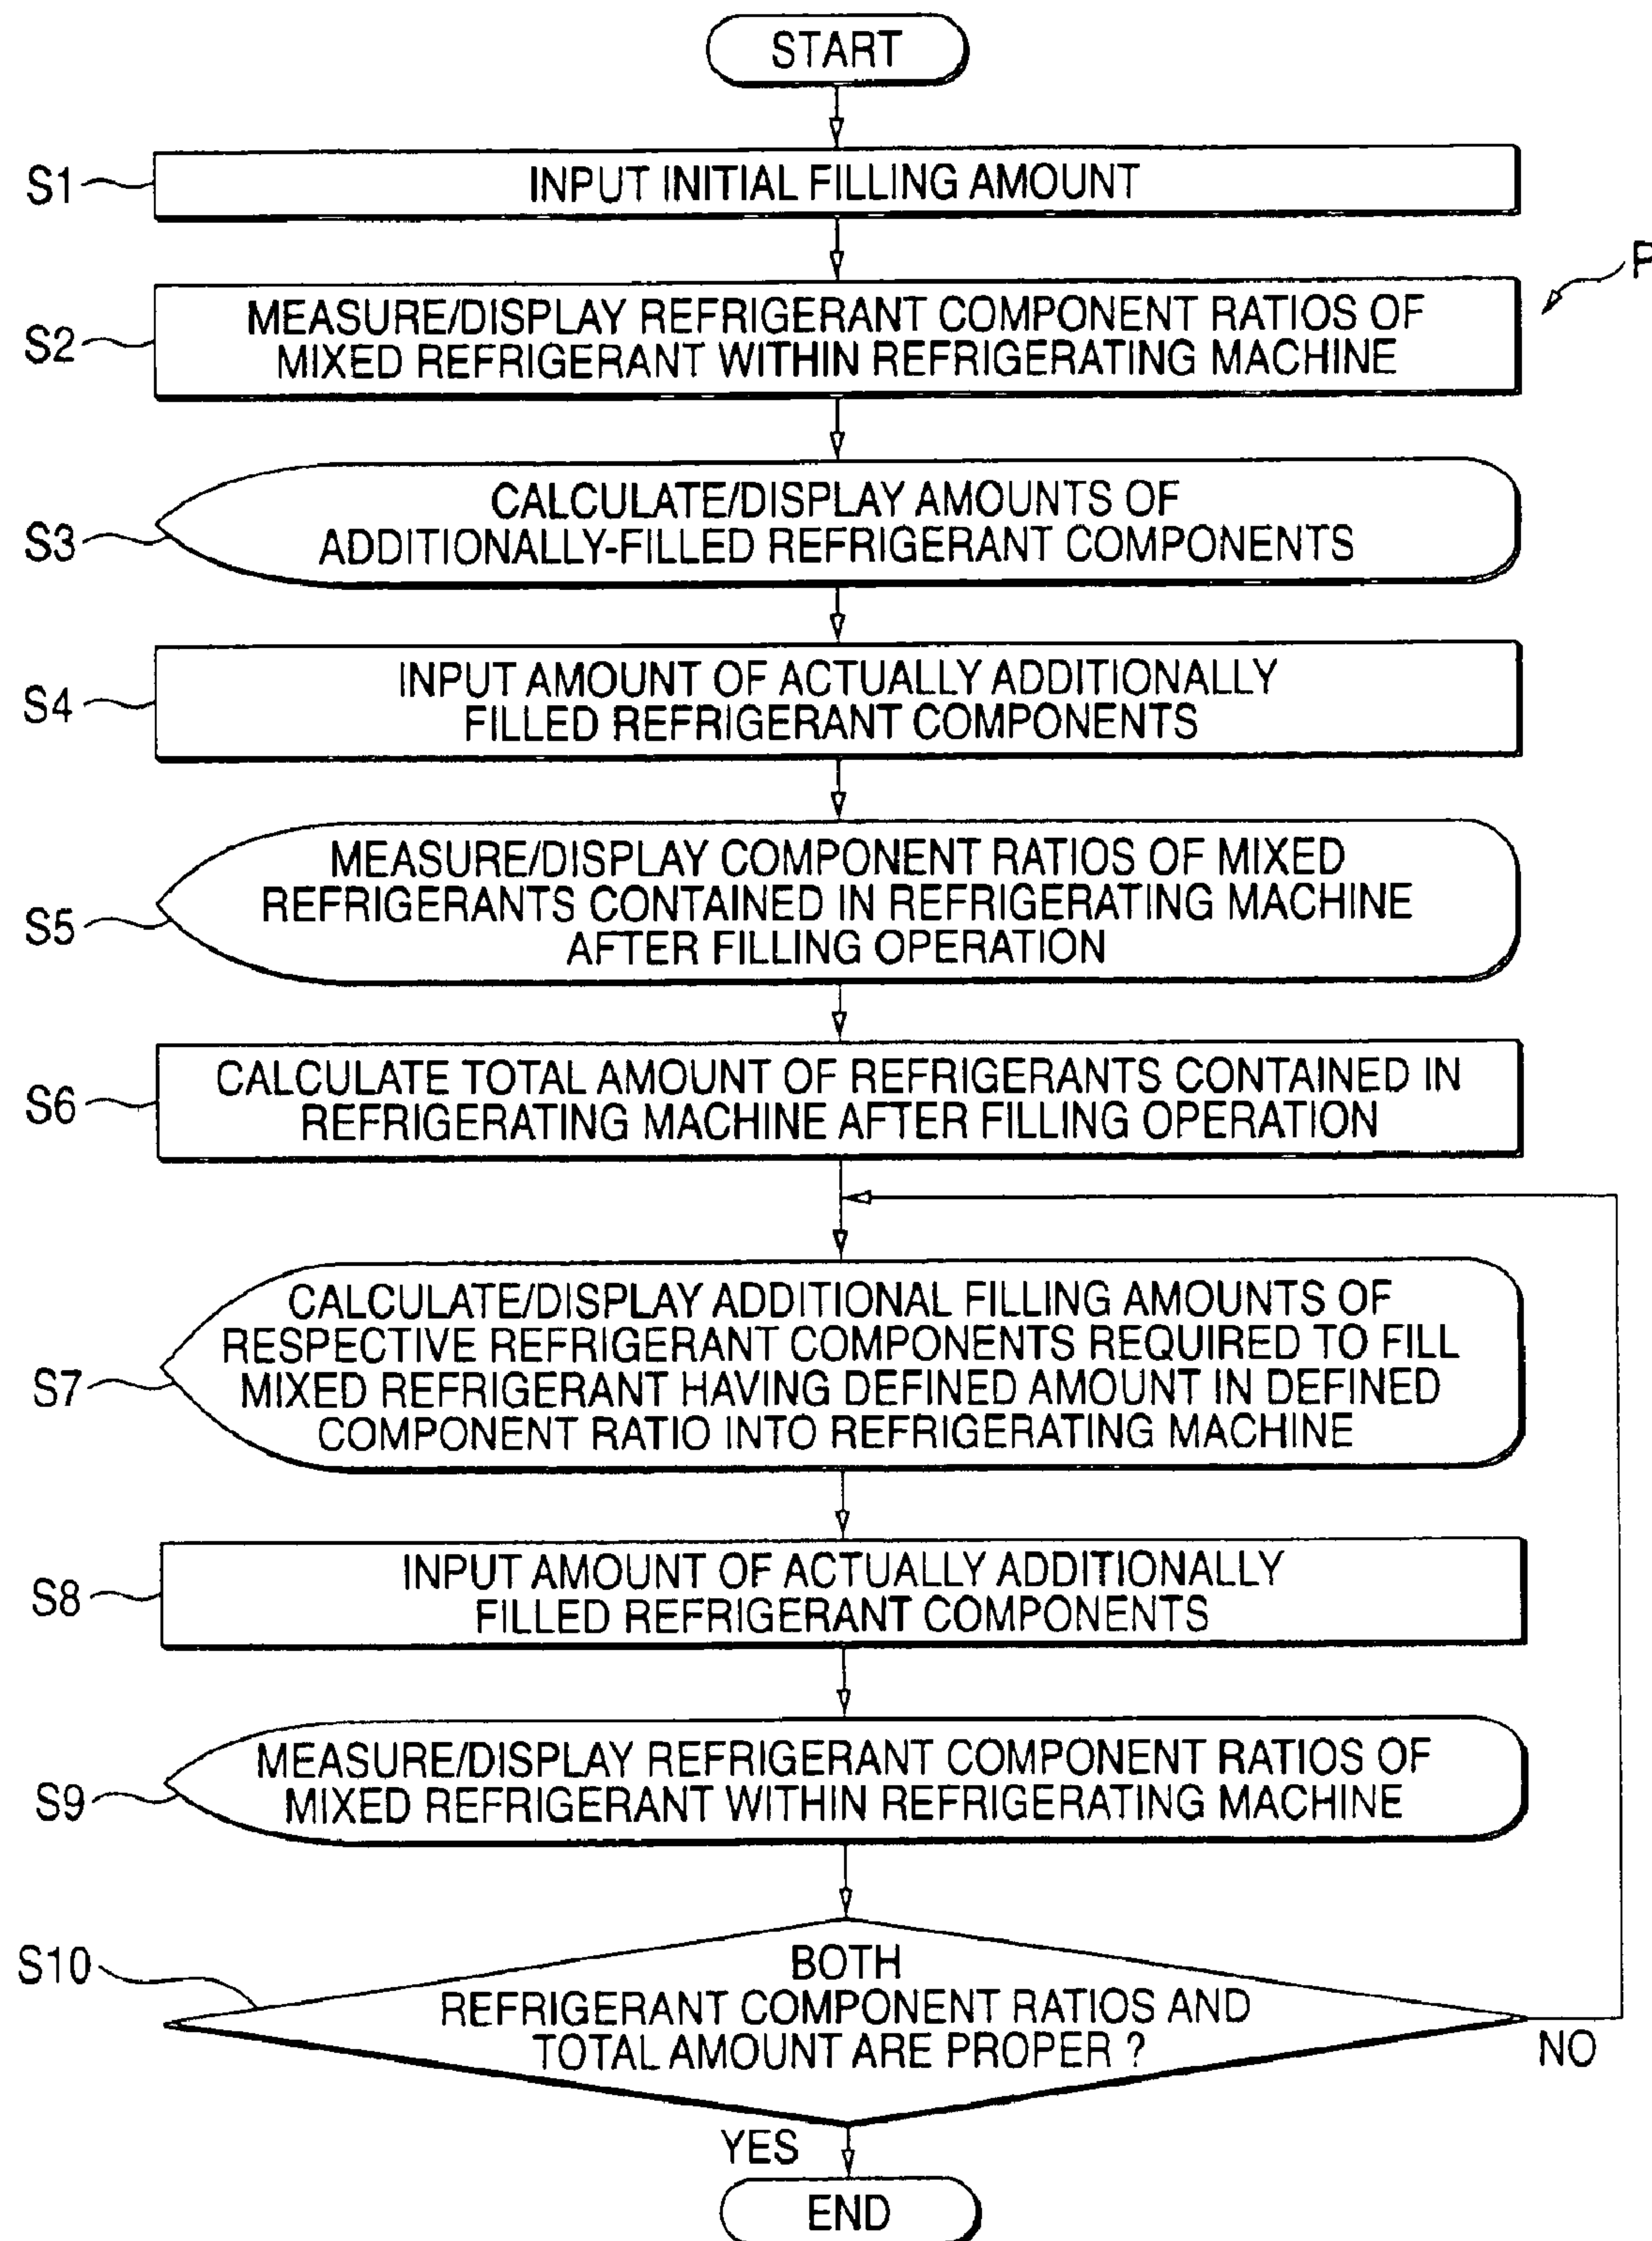 START
S1
INPUT INITIAL FILLING AMOUNT
P
S2
MEASURE/DISPLAY REFRIGERANT COMPONENT RATIOS OF
MIXED REFRIGERANT WITHIN REFRIGERATING MACHINE
S3
CALCULATE/DISPLAY AMOUNTS OF
ADDITIONALLY-FILLED REFRIGERANT COMPONENTS
S4
INPUT AMOUNT OF ACTUALLY ADDITIONALLY
FILLED REFRIGERANT COMPONENTS
S5
MEASURE/DISPLAY COMPONENT RATIOS OF MIXED
REFRIGERANTS CONTAINED IN REFRIGERATING MACHINE
AFTER FILLING OPERATION
S6
CALCULATE TOTAL AMOUNT OF REFRIGERANTS CONTAINED IN
REFRIGERATING MACHINE AFTER FILLING OPERATION
S7
CALCULATE/DISPLAY ADDITIONAL FILLING AMOUNTS OF
RESPECTIVE REFRIGERANT COMPONENTS REQUIRED TO FILL
MIXED REFRIGERANT HAVING DEFINED AMOUNT IN DEFINED
COMPONENT RATIO INTO REFRIGERATING MACHINE
S8
INPUT AMOUNT OF ACTUALLY ADDITIONALLY
FILLED REFRIGERANT COMPONENTS
S9
MEASURE/DISPLAY REFRIGERANT COMPONENT RATIOS OF
MIXED REFRIGERANT WITHIN REFRIGERATING MACHINE
S10
BOTH
REFRIGERANT COMPONENT RATIOS AND
TOTAL AMOUNT ARE PROPER ?
NO
YES
END